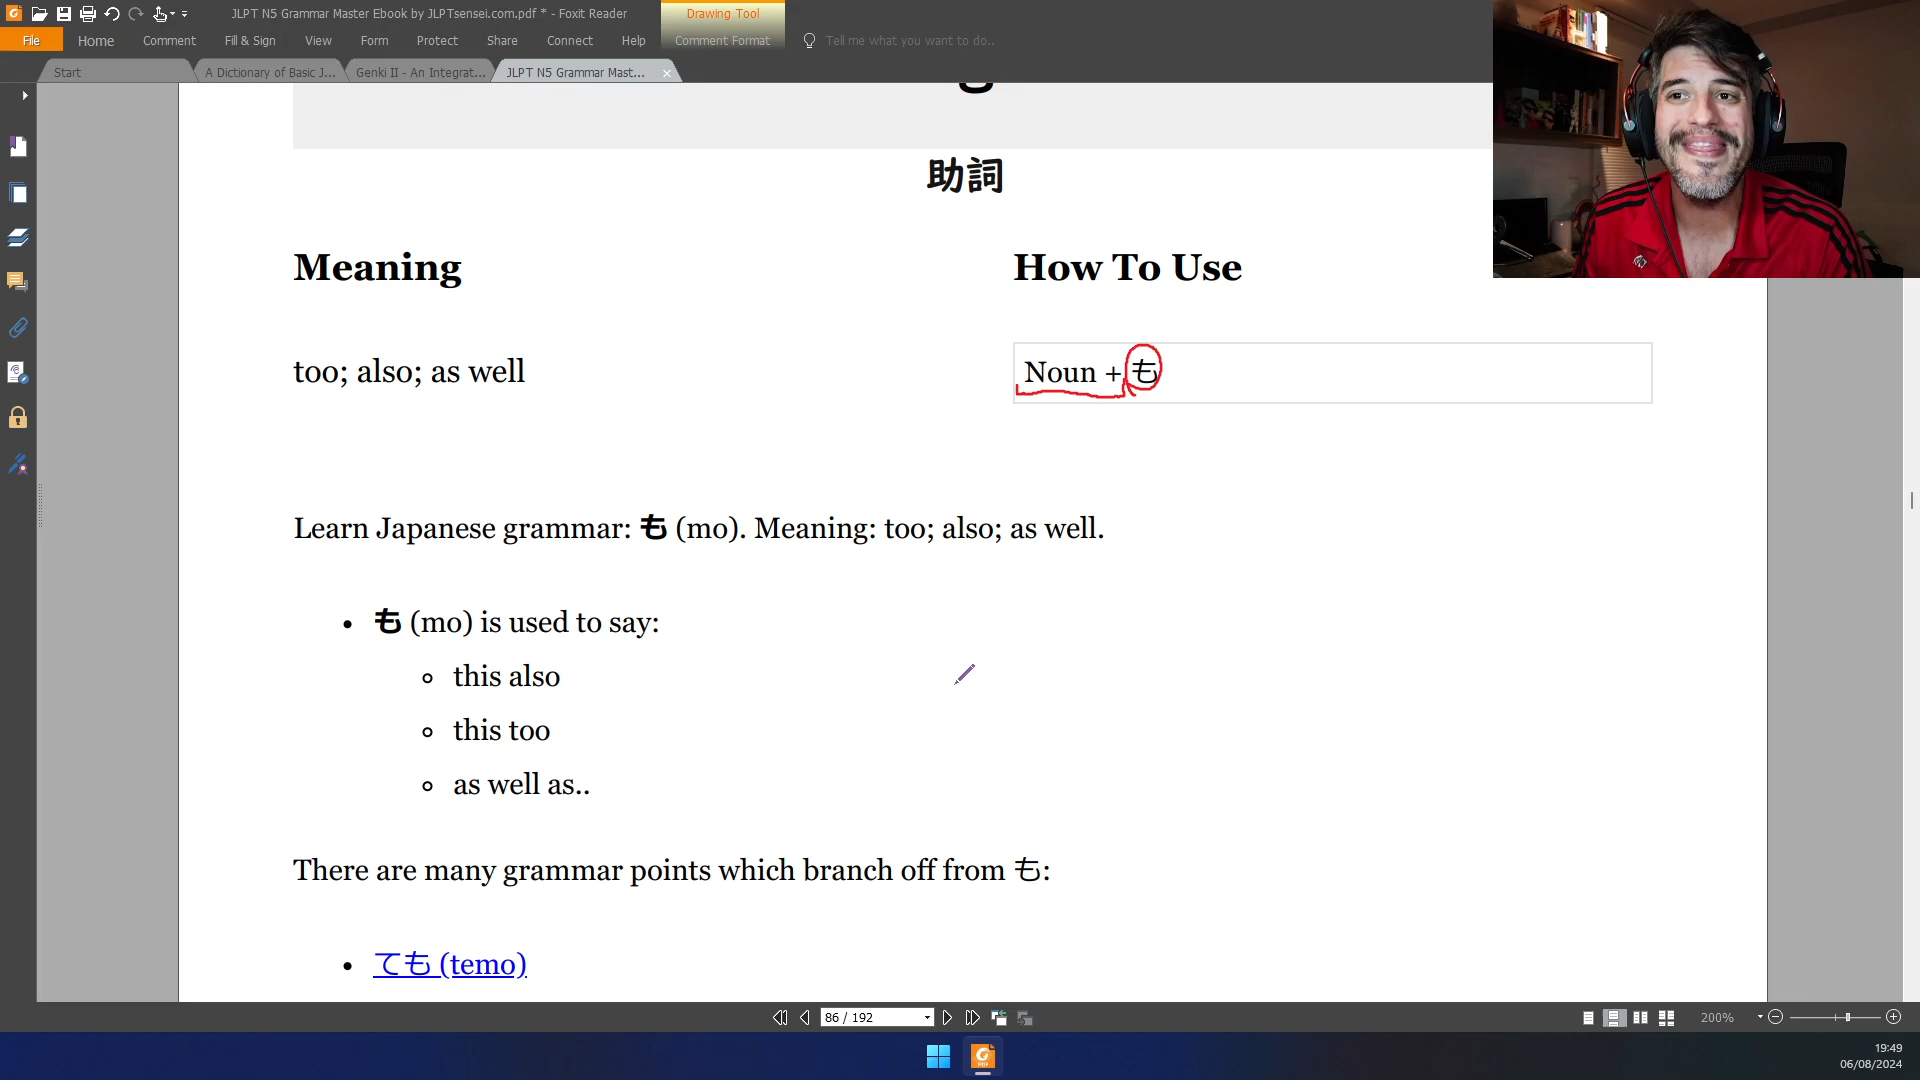 JLPT N5 Grammar Master Ebook by JLPTsensei.com.pdf * - Foxit Reader
Drawing Tool
File
Home
Comment
Fill & Sign
View
Form
Protect
Share
Connect
Help
Comment Format
Tell me what you want to do..
Start
A Dictionary of Basic J...
Genki II - An Integrat...
JLPT N5 Grammar Mast...
助詞
Meaning
How To Use
too; also; as well
Noun + も
Learn Japanese grammar: も (mo). Meaning: too; also; as well.
も (mo) is used to say:
this also
this too
as well as..
There are many grammar points which branch off from も:
ても (temo)
86 / 192
200%
19:49
06/08/2024